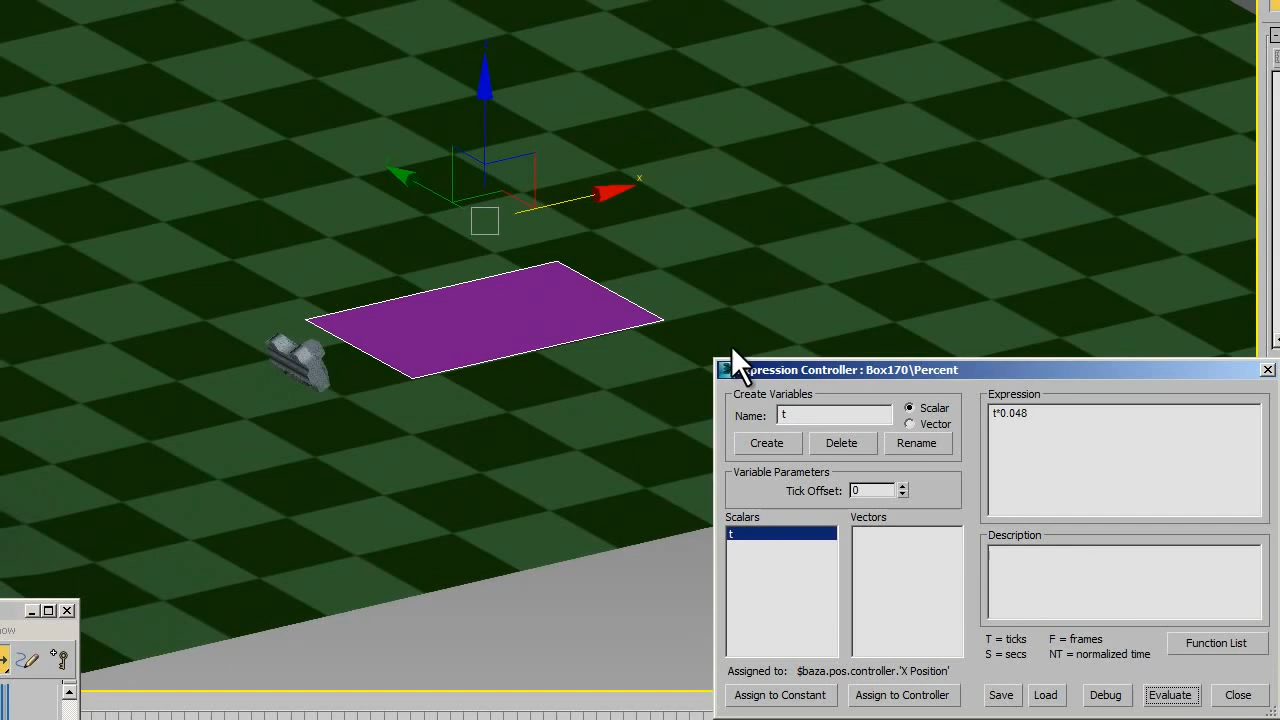 x
Expression Controller : Box170\Percent
Create Variables
Name: t
Scalar
Vector
Create Delete Rename
Variable Parameters
Tick Offset: 0
Scalars Vectors
t
Expression
t*0.048
Description
T = ticks F = frames
S = secs NT = normalized time
Function List
Assigned to: $baza.pos.controller.'X Position'
Assign to Constant Assign to Controller Save Load Debug Evaluate Close